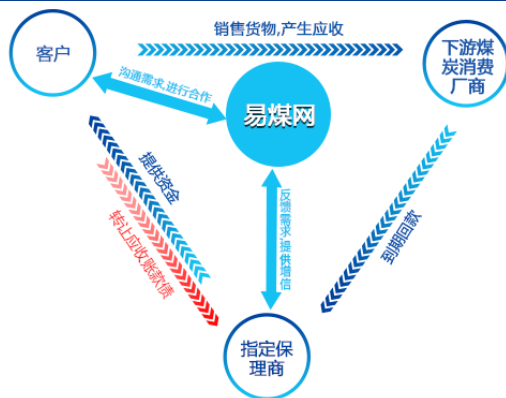 销售货物,产生应收
客户
下游煤
炭消费
厂商
沟通需求,进行合作
易煤网
提供资金
转让应收账款债
反馈需求,提供增信
到期回款
指定保
理商